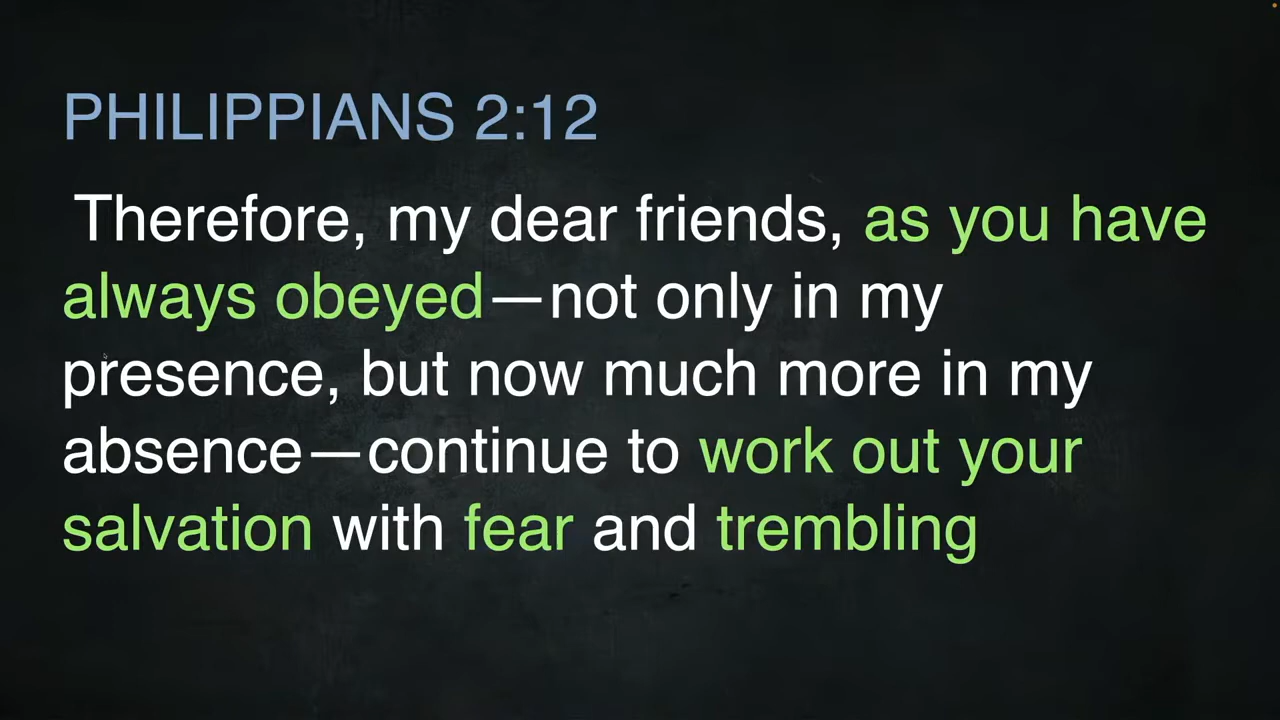 PHILIPPIANS 2:12
Therefore, my dear friends, as you have
always obeyed—not only in my
presence, but now much more in my
absence—continue to work out your
salvation with fear and trembling